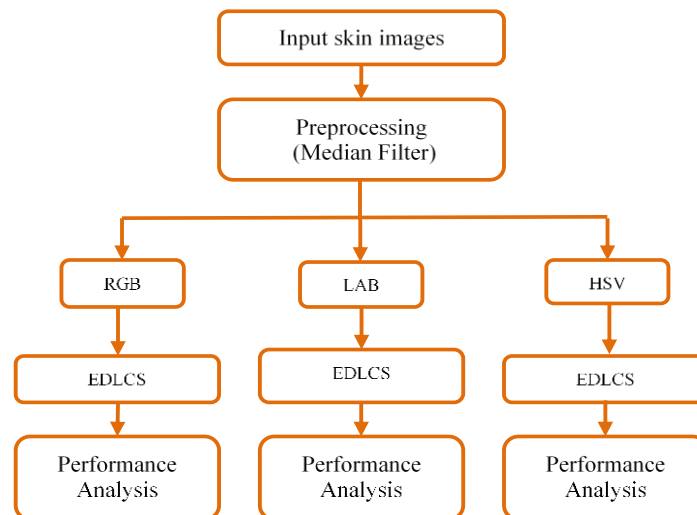 Input skin images
Preprocessing
(Median Filter)
RGB
LAB
HSV
EDLCS
EDLCS
EDLCS
Performance
Analysis
Performance
Analysis
Performance
Analysis